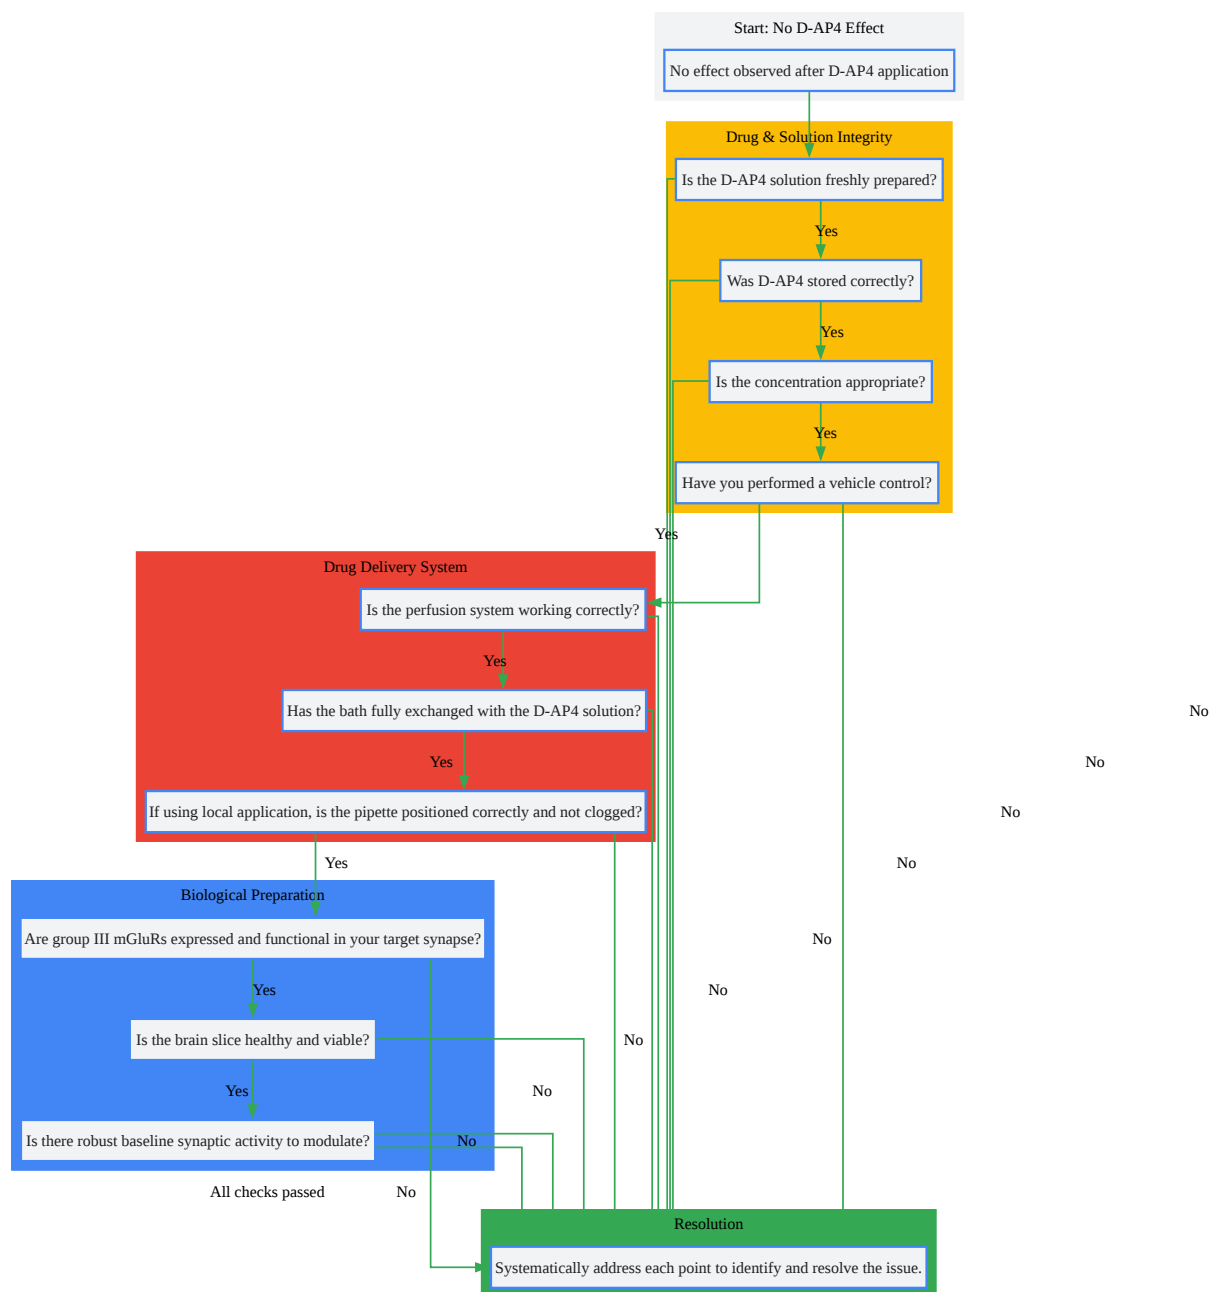 Start: No D-AP4 Effect
No effect observed after D-AP4 application
Drug & Solution Integrity
Is the D-AP4 solution freshly prepared?
Yes
Was D-AP4 stored correctly?
Yes
Is the concentration appropriate?
Yes
Have you performed a vehicle control?
Yes
Drug Delivery System
Is the perfusion system working correctly?
Yes
Has the bath fully exchanged with the D-AP4 solution?
No
Yes
No
If using local application, is the pipette positioned correctly and not clogged?
No
Yes
No
Biological Preparation
Are group III mGluRs expressed and functional in your target synapse?
No
Yes
No
Is the brain slice healthy and viable?
No
Yes
No
Is there robust baseline synaptic activity to modulate?
No
All checks passed
No
Resolution
Systematically address each point to identify and resolve the issue.